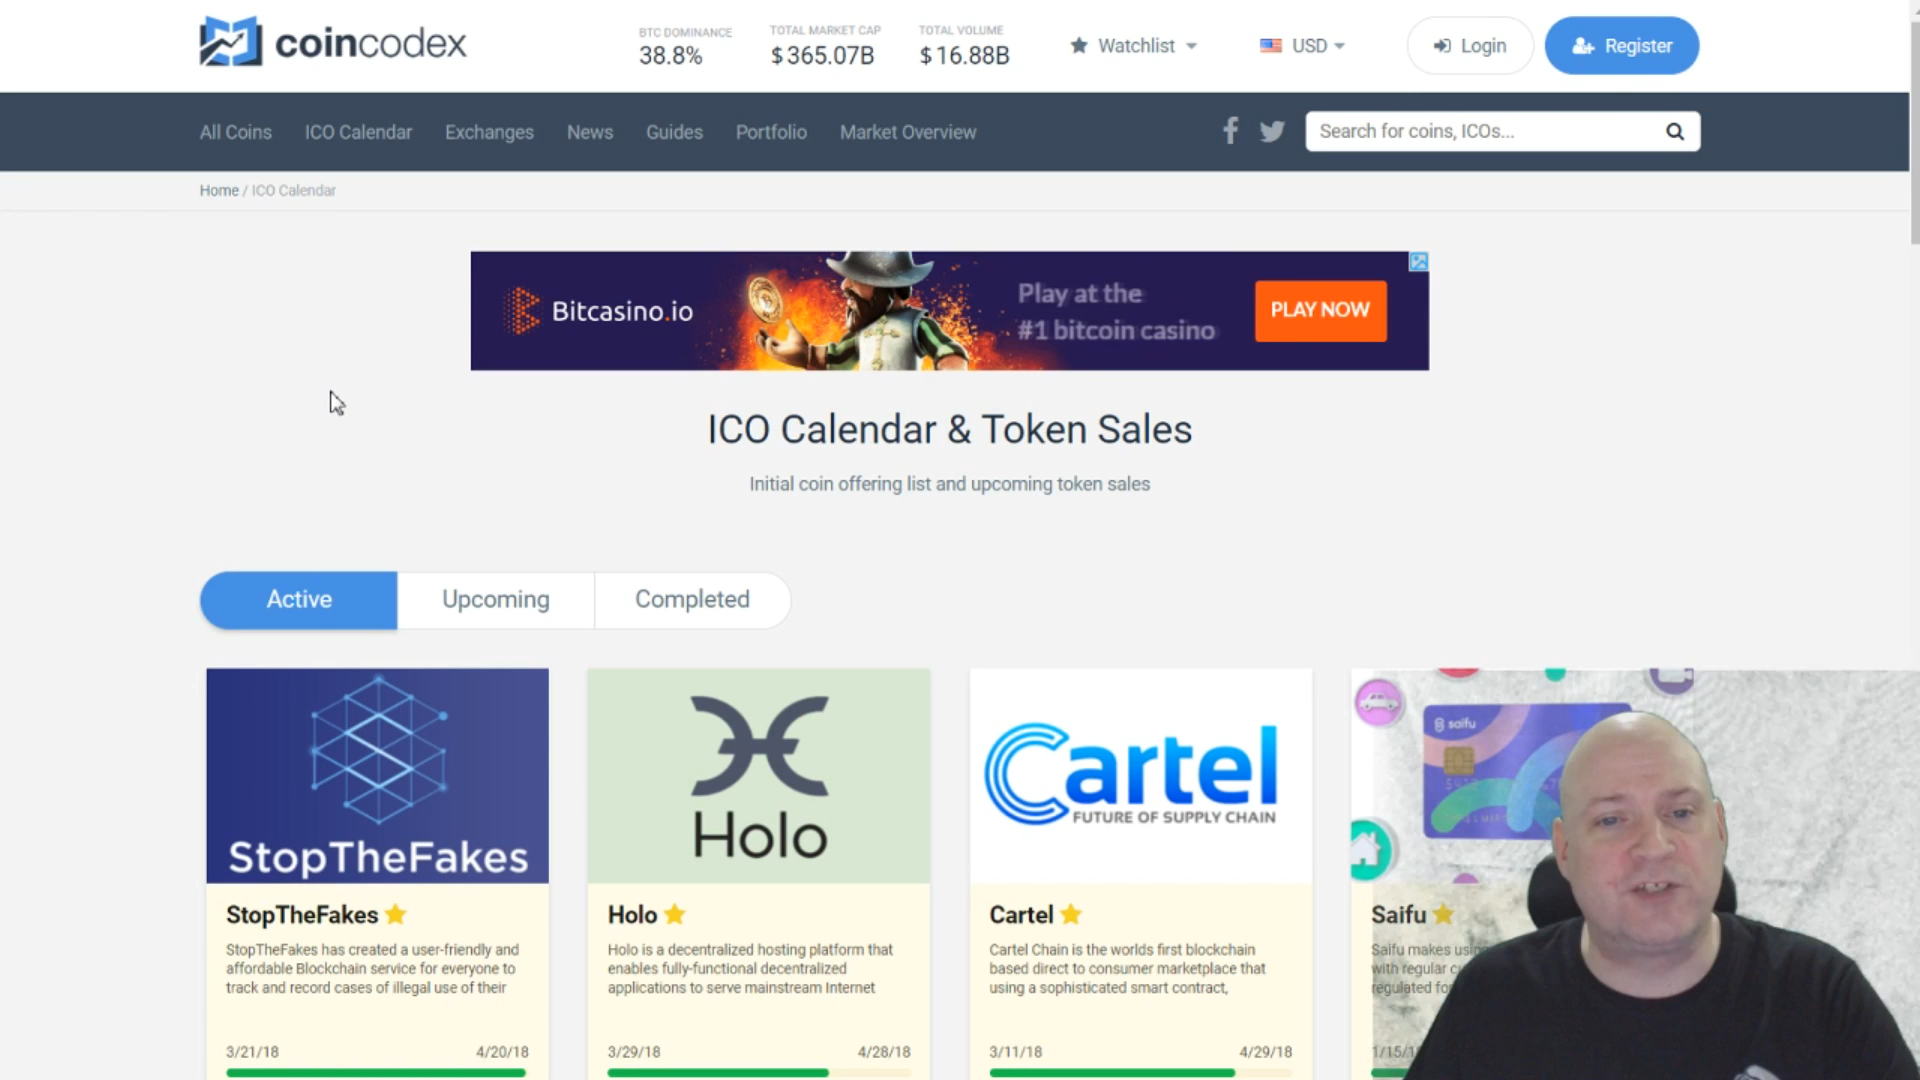 coincodex
BTC DOMINANCE
38.8%
TOTAL MARKET CAP
$365.07B
TOTAL VOLUME
$16.88B
Watchlist
USD
Login
Register
All Coins
ICO Calendar
Exchanges
News
Guides
Portfolio
Market Overview
Search for coins, ICOs...
Home / ICO Calendar
Bitcasino.io
Play at the
#1 bitcoin casino
PLAY NOW
ICO Calendar & Token Sales
Initial coin offering list and upcoming token sales
Active
Upcoming
Completed
StopTheFakes
StopTheFakes
StopTheFakes has created a user-friendly and
affordable Blockchain service for everyone to
track and record cases of illegal use of their
3/21/18
4/20/18
Holo
Holo
Holo is a decentralized hosting platform that
enables fully-functional decentralized
applications to serve mainstream Internet
3/29/18
4/28/18
Cartel
FUTURE OF SUPPLY CHAIN
Cartel
Cartel Chain is the worlds first blockchain
based direct to consumer marketplace that
using a sophisticated smart contract,
3/11/18
4/29/18
saifu
Saifu
Saifu makes using
with regular
regulated